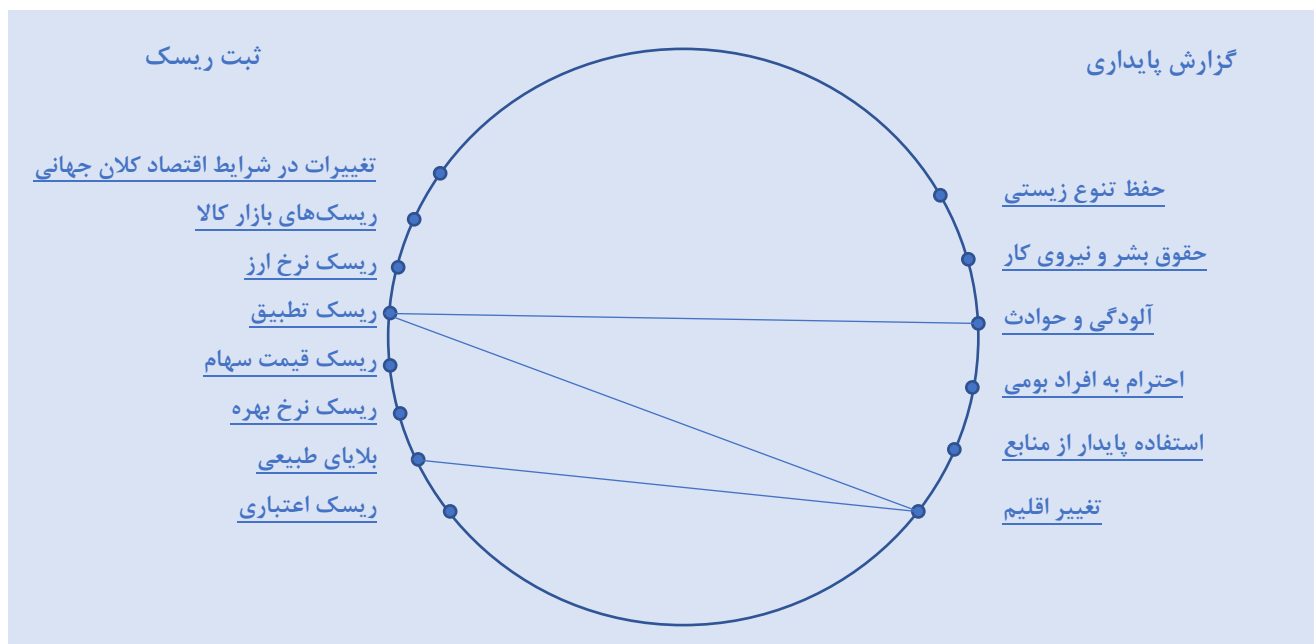 گزارش پایداری
حفظ تنوع زیستی
حقوق بشر و نیروی کار
آلودگی و حوادث
احترام به افراد بومی
استفاده پایدار از منابع
تغییر اقلیم
ثبت ریسک
تغییرات در شرایط اقتصاد کلان جهانی
ریسک‌های بازار کالا
ریسک نرخ ارز
ریسک تطبیق
ریسک قیمت سهام
ریسک نرخ بهره
بلایای طبیعی
ریسک اعتباری